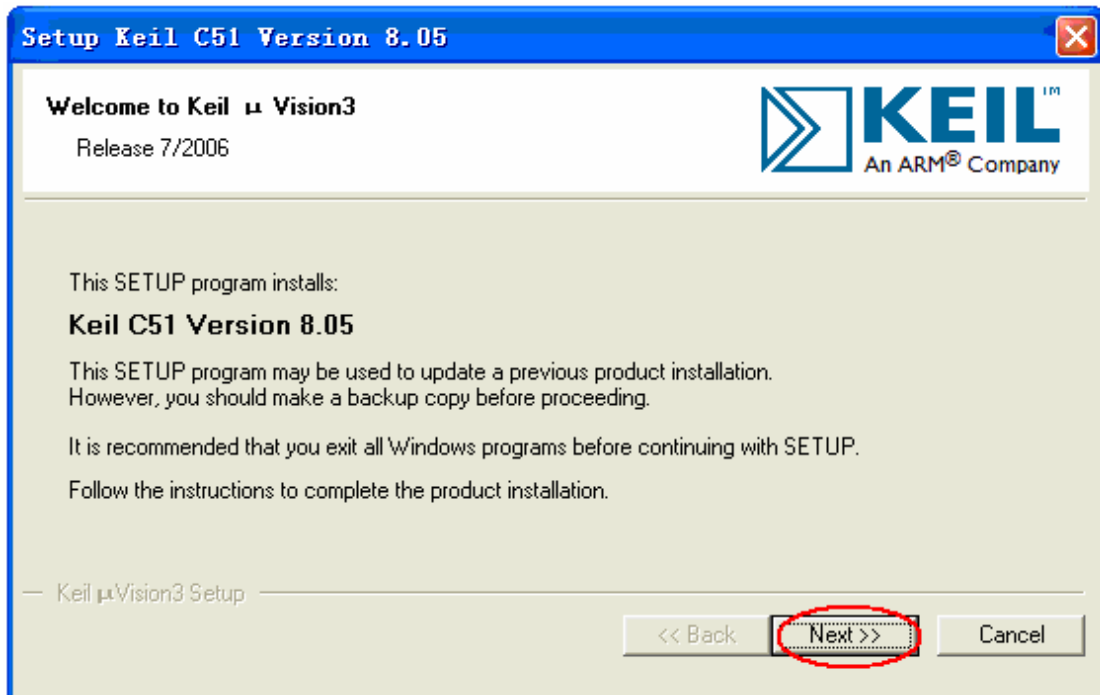 Setup Keil C51 Version 8.05
Welcome to Keil µ Vision3
Release 7/2006
KEIL™
An ARM® Company
This SETUP program installs:
Keil C51 Version 8.05
This SETUP program may be used to update a previous product installation.
However, you should make a backup copy before proceeding.
It is recommended that you exit all Windows programs before continuing with SETUP.
Follow the instructions to complete the product installation.
Keil µVision3 Setup
<< Back
Next >>
Cancel